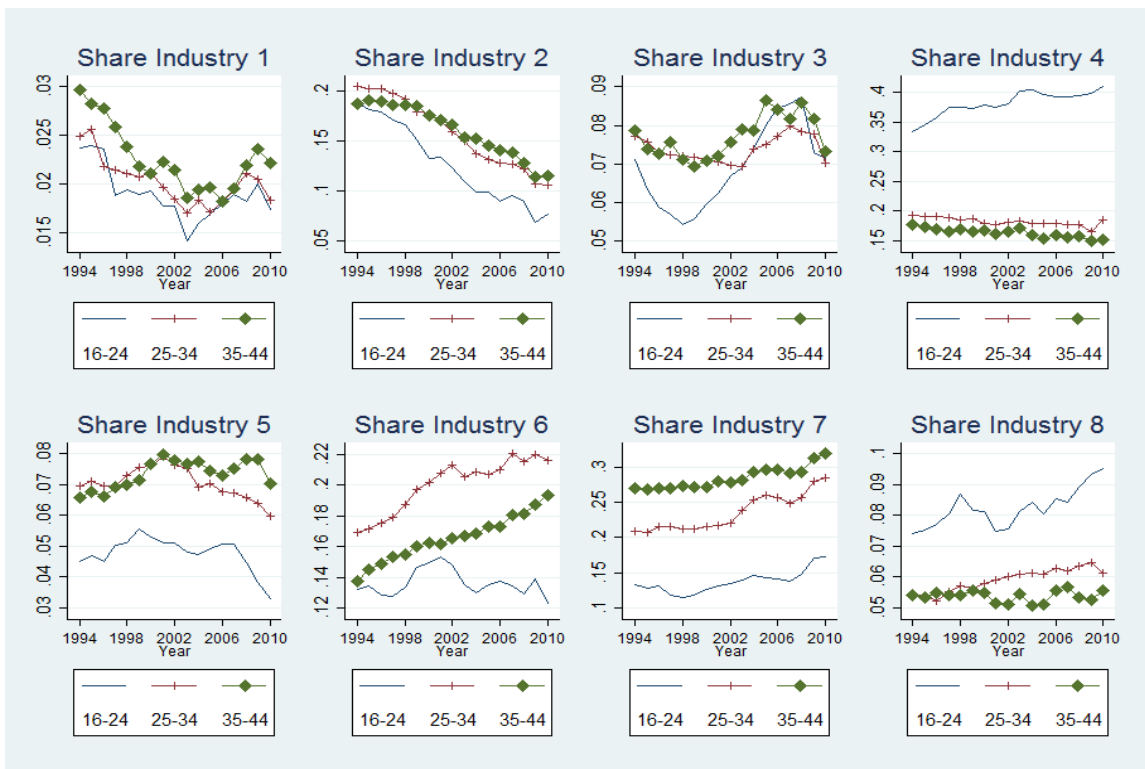 Share Industry 1
.03
.025
.02
.015
1994 1998 2002 2006 2010
Year
16-24 25-34 35-44
Share Industry 2
.2
.15
.1
.05
1994 1998 2002 2006 2010
Year
16-24 25-34 35-44
Share Industry 3
.09
.08
.07
.06
.05
1994 1998 2002 2006 2010
Year
16-24 25-34 35-44
Share Industry 4
.4
.35
.3
.25
.2
.15
1994 1998 2002 2006 2010
Year
16-24 25-34 35-44
Share Industry 5
.08
.07
.06
.05
.04
.03
1994 1998 2002 2006 2010
Year
16-24 25-34 35-44
Share Industry 6
.22
.2
.18
.16
.14
.12
1994 1998 2002 2006 2010
Year
16-24 25-34 35-44
Share Industry 7
.3
.25
.2
.15
.1
1994 1998 2002 2006 2010
Year
16-24 25-34 35-44
Share Industry 8
.1
.09
.08
.07
.06
.05
1994 1998 2002 2006 2010
Year
16-24 25-34 35-44